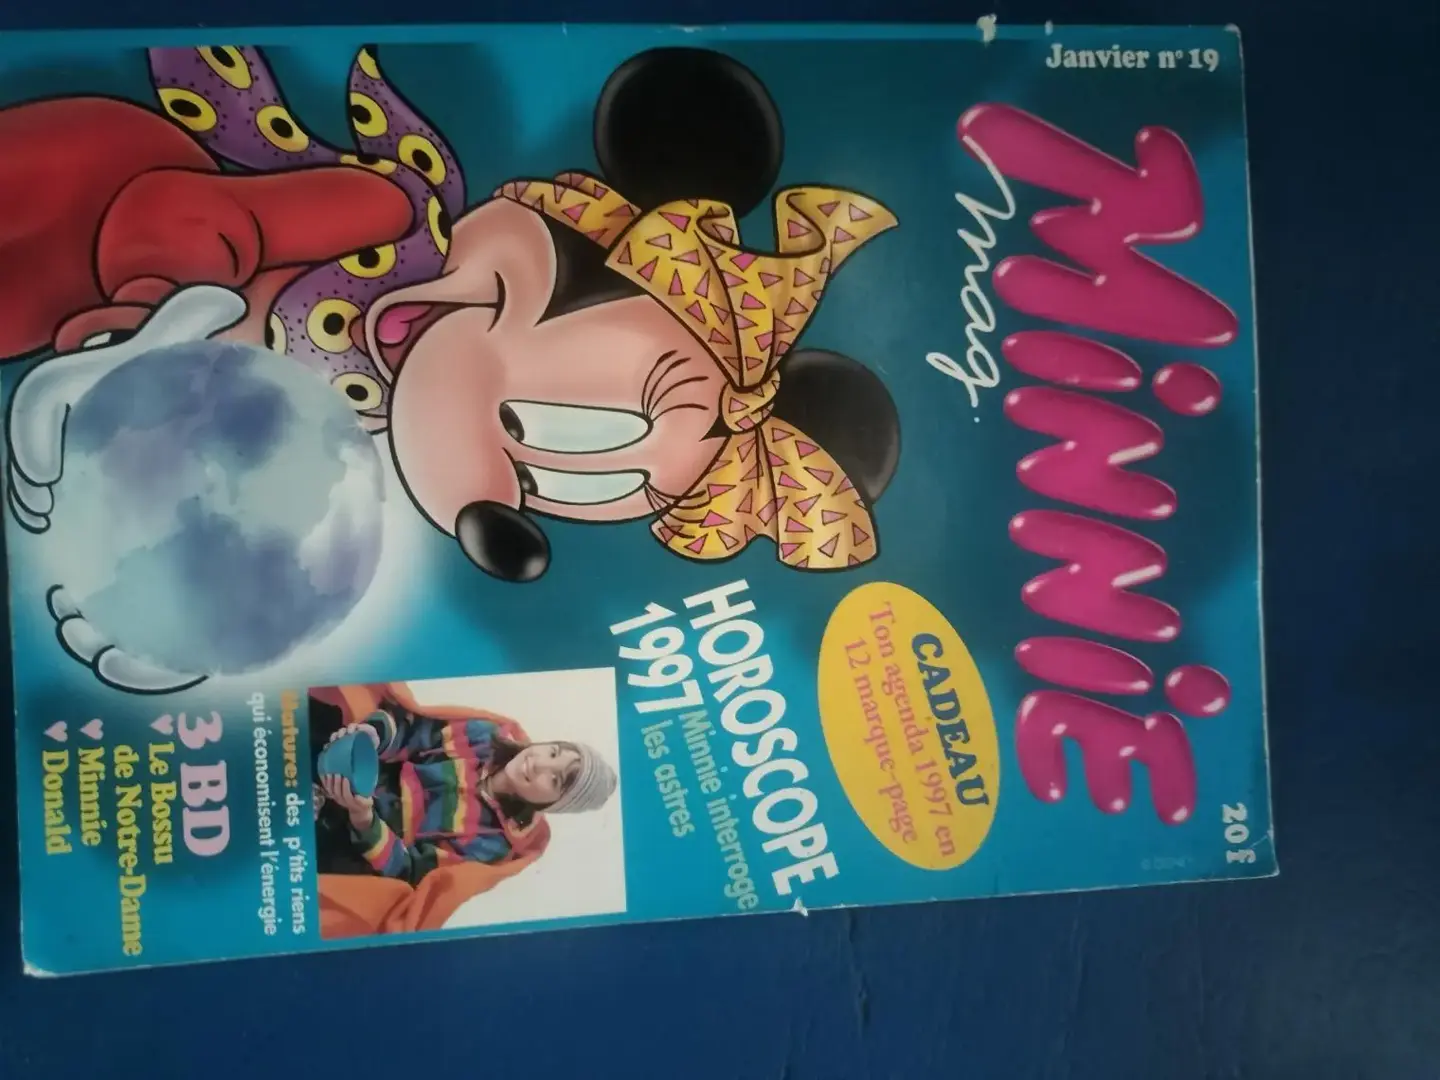 Janvier n° 19
20 F
MiNNiE
mag.
CADEAU
Ton agenda 1997 en
12 marque-page
HOROSCOPE
1997 Minnie interroge
les astres
Nature: des p'tits riens
qui économisent l'énergie
3 BD
♥ Le Bossu
de Notre-Dame
♥ Minnie
♥ Donald